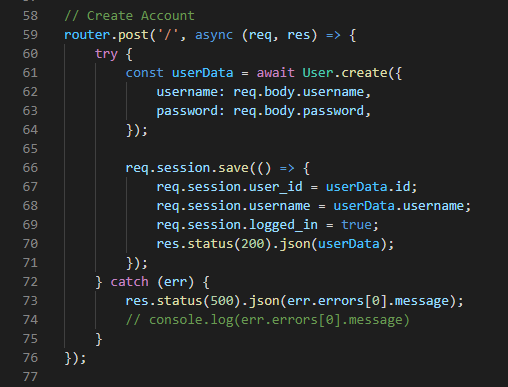 58 // Create Account
59 router.post('/', async (req, res) => {
60 try {
61 const userData = await User.create({
62 username: req.body.username,
63 password: req.body.password,
64 });
65
66 req.session.save(() => {
67 req.session.user_id = userData.id;
68 req.session.username = userData.username;
69 req.session.logged_in = true;
70 res.status(200).json(userData);
71 });
72 } catch (err) {
73 res.status(500).json(err.errors[0].message);
74 // console.log(err.errors[0].message)
75 }
76 });
77